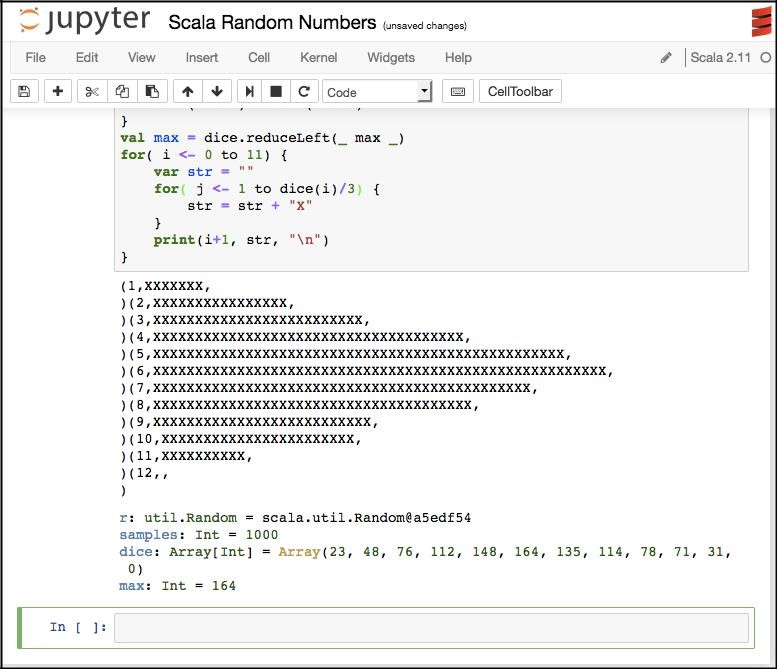 jupyter Scala Random Numbers (unsaved changes)
File Edit View Insert Cell Kernel Widgets Help Scala 2.11
Code CellToolbar
}
val max = dice.reduceLeft(_ max _)
for( i <- 0 to 11) {
    var str = ""
    for( j <- 1 to dice(i)/3) {
        str = str + "X"
    }
    print(i+1, str, "\n")
}
(1,XXXXXXX,
)(2,XXXXXXXXXXXXXXXX,
)(3,XXXXXXXXXXXXXXXXXXXXXXXXX,
)(4,XXXXXXXXXXXXXXXXXXXXXXXXXXXXXXXXXXXXX,
)(5,XXXXXXXXXXXXXXXXXXXXXXXXXXXXXXXXXXXXXXXXXXXXXXXXX,
)(6,XXXXXXXXXXXXXXXXXXXXXXXXXXXXXXXXXXXXXXXXXXXXXXXXXXXXXX,
)(7,XXXXXXXXXXXXXXXXXXXXXXXXXXXXXXXXXXXXXXXXXXXXX,
)(8,XXXXXXXXXXXXXXXXXXXXXXXXXXXXXXXXXXXXXX,
)(9,XXXXXXXXXXXXXXXXXXXXXXXXXX,
)(10,XXXXXXXXXXXXXXXXXXXXXXX,
)(11,XXXXXXXXXX,
)(12,,
)
r: util.Random = scala.util.Random@a5edf54
samples: Int = 1000
dice: Array[Int] = Array(23, 48, 76, 112, 148, 164, 135, 114, 78, 71, 31,
 0)
max: Int = 164
In [ ]: